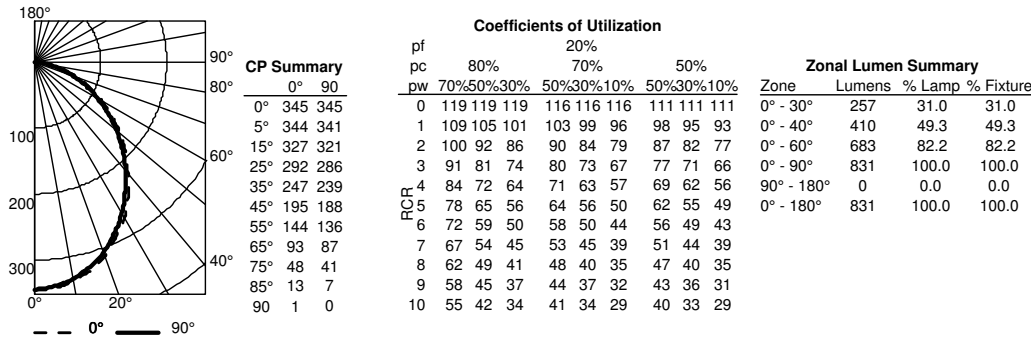 180°
90°
80°
60°
40°
100
200
300
0° 20°
0° 90°
CP Summary
0° 90
0° 345 345
5° 344 341
15° 327 321
25° 292 286
35° 247 239
45° 195 188
55° 144 136
65° 93 87
75° 48 41
85° 13 7
90 1 0
Coefficients of Utilization
pf 20%
pc 80% 70% 50%
pw 70%50%30% 50%30%10% 50%30%10%
RCR
0 119 119 119 116 116 116 111 111 111
1 109 105 101 103 99 96 98 95 93
2 100 92 86 90 84 79 87 82 77
3 91 81 74 80 73 67 77 71 66
4 84 72 64 71 63 57 69 62 56
5 78 65 56 64 56 50 62 55 49
6 72 59 50 58 50 44 56 49 43
7 67 54 45 53 45 39 51 44 39
8 62 49 41 48 40 35 47 40 35
9 58 45 37 44 37 32 43 36 31
10 55 42 34 41 34 29 40 33 29
Zonal Lumen Summary
Zone Lumens % Lamp % Fixture
0° - 30° 257 31.0 31.0
0° - 40° 410 49.3 49.3
0° - 60° 683 82.2 82.2
0° - 90° 831 100.0 100.0
90° - 180° 0 0.0 0.0
0° - 180° 831 100.0 100.0